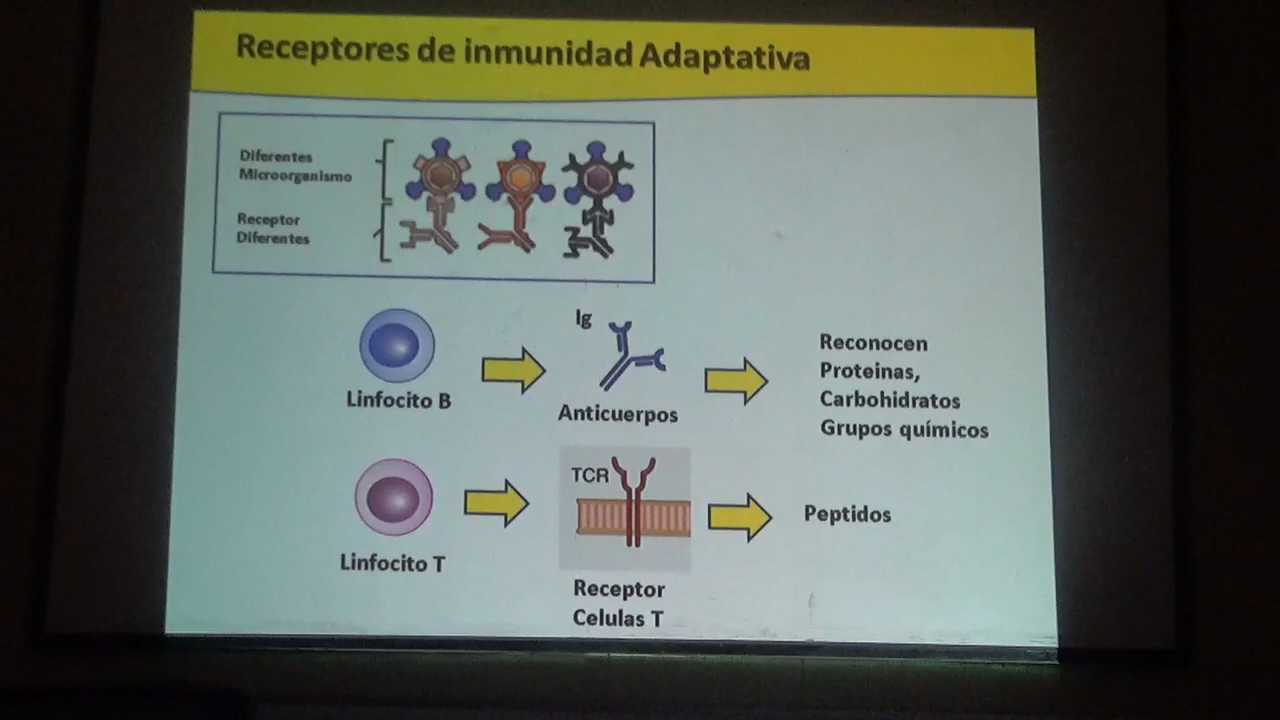 Receptores de inmunidad Adaptativa
Diferentes
Microorganismo
Receptor
Diferentes
Ig
Linfocito B
Anticuerpos
Reconocen
Proteinas,
Carbohidratos
Grupos químicos
TCR
Linfocito T
Receptor
Celulas T
Peptidos